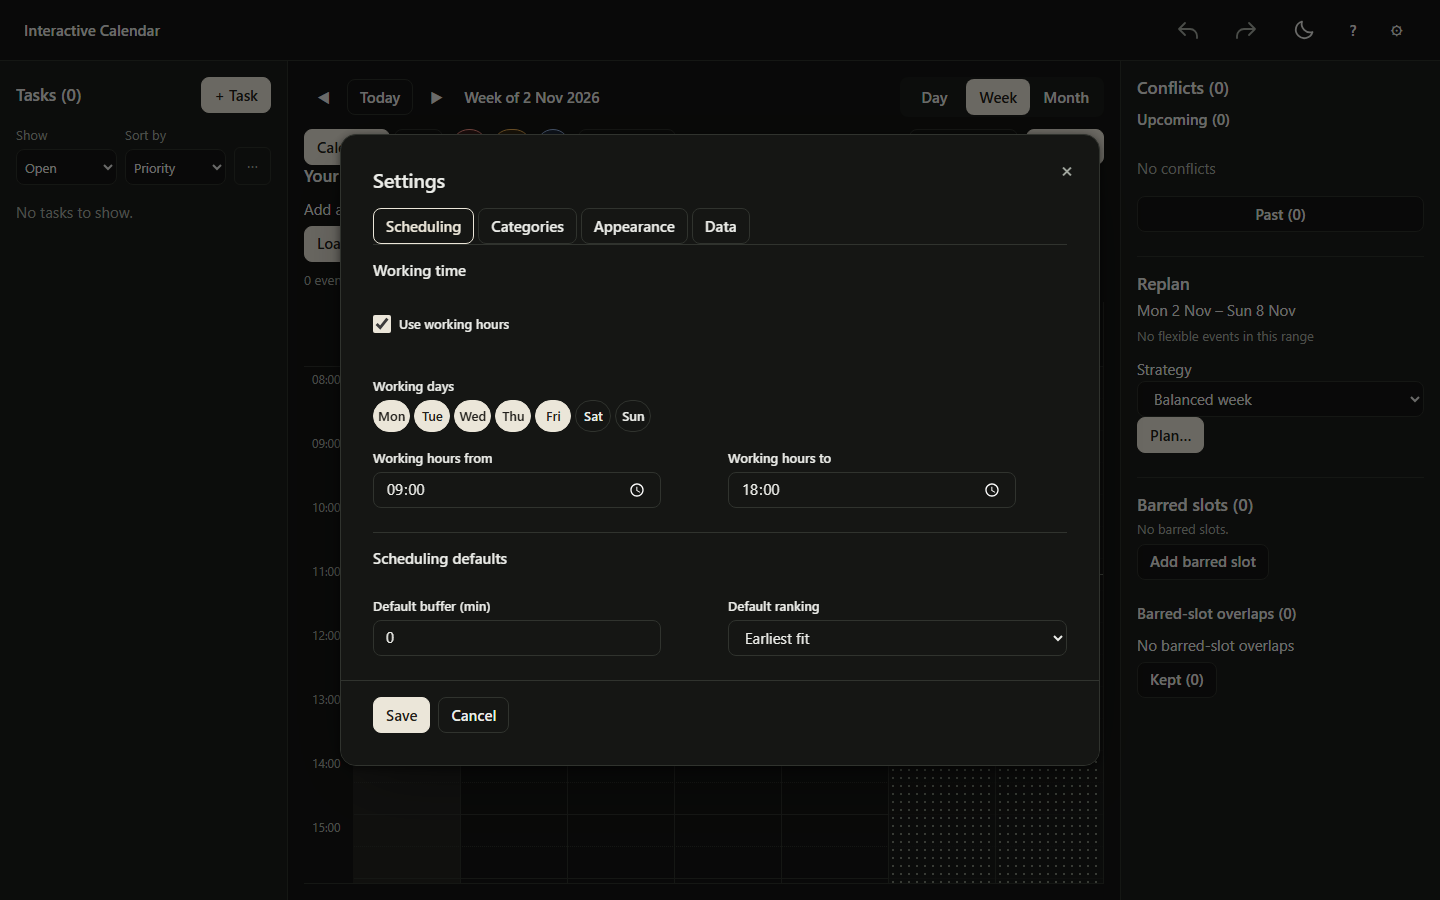 Interactive Calendar
?
Tasks (0)
+ Task
Show
Sort by
Open
Priority
...
No tasks to show.
Today
Week of 2 Nov 2026
Day
Week
Month
Your
Add a
0 ever
08:00
09:00
10:00
11:00
12:00
13:00
14:00
15:00
Settings
×
Scheduling
Categories
Appearance
Data
Working time
Use working hours
Working days
Mon
Tue
Wed
Thu
Fri
Sat
Sun
Working hours from
Working hours to
09:00
18:00
Scheduling defaults
Default buffer (min)
Default ranking
0
Earliest fit
Save
Cancel
Conflicts (0)
Upcoming (0)
No conflicts
Past (0)
Replan
Mon 2 Nov – Sun 8 Nov
No flexible events in this range
Strategy
Balanced week
Plan...
Barred slots (0)
No barred slots.
Add barred slot
Barred-slot overlaps (0)
No barred-slot overlaps
Kept (0)